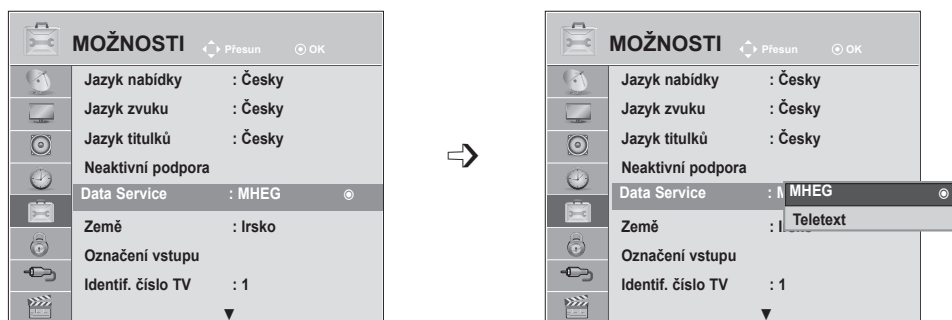 MOŽNOSTI Přesun OK
Jazyk nabídky : Česky
Jazyk zvuku : Česky
Jazyk titulků : Česky
Neaktivní podpora
Data Service : MHEG
Země : Irsko
Označení vstupu
Identif. číslo TV : 1
MOŽNOSTI Přesun OK
Jazyk nabídky : Česky
Jazyk zvuku : Česky
Jazyk titulků : Česky
Neaktivní podpora
Data Service : M MHEG
Teletext
Země
Označení vstupu
Identif. číslo TV : 1